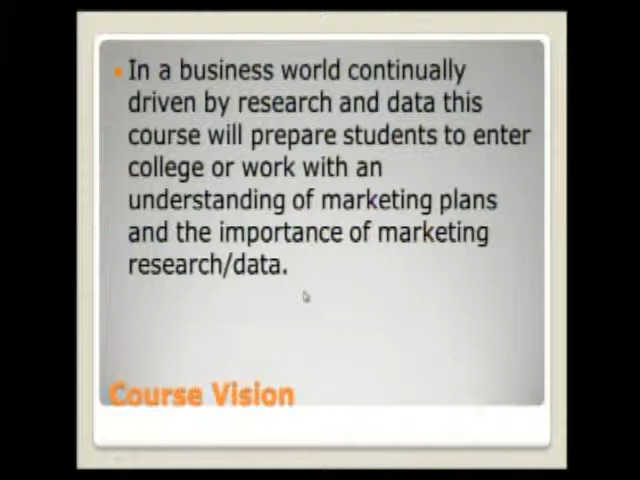 In a business world continually
driven by research and data this
course will prepare students to enter
college or work with an
understanding of marketing plans
and the importance of marketing
research/data.
Course Vision